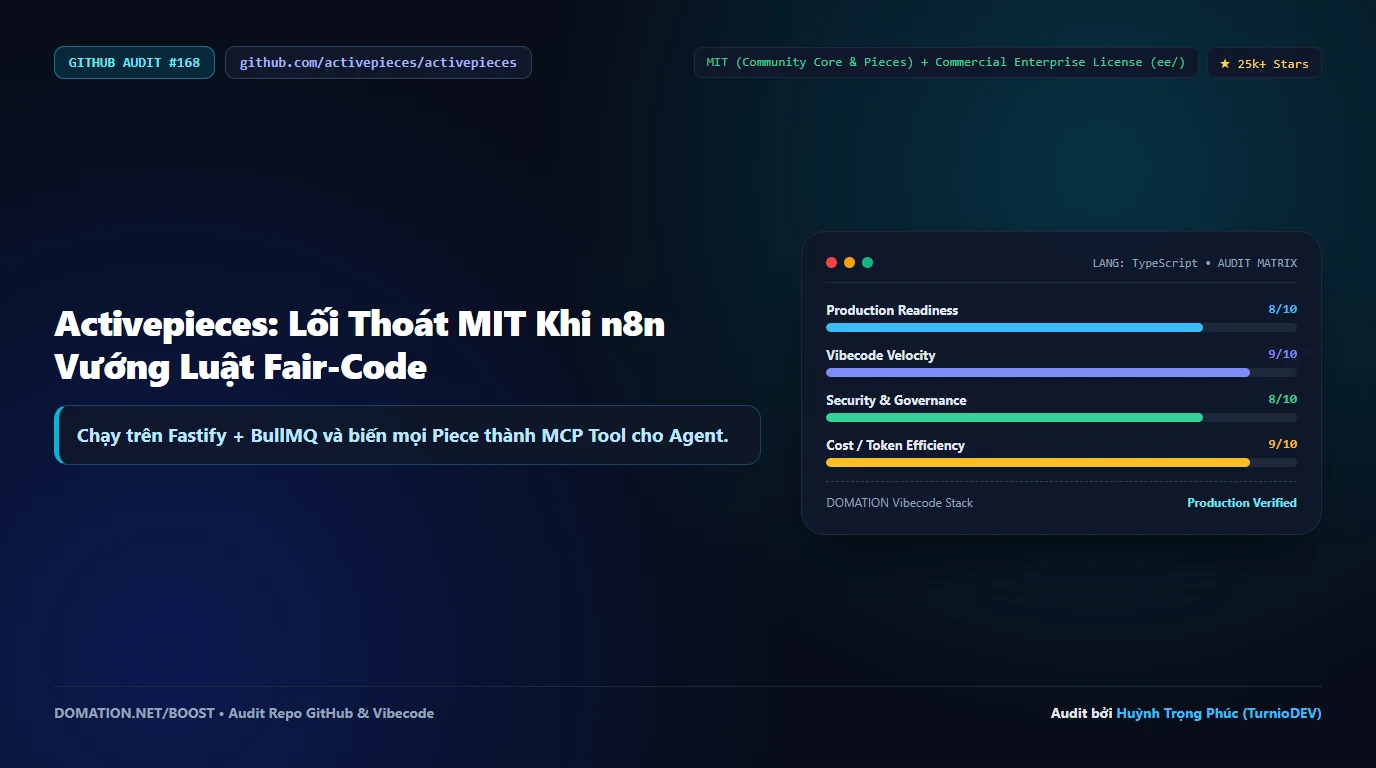 GITHUB AUDIT #168
github.com/activepieces/activepieces
MIT (Community Core & Pieces) + Commercial Enterprise License (ee/)
★ 25k+ Stars
Activepieces: Lối Thoát MIT Khi n8n
Vướng Luật Fair-Code
Chạy trên Fastify + BullMQ và biến mọi Piece thành MCP Tool cho Agent.
LANG: TypeScript • AUDIT MATRIX
Production Readiness 8/10
Vibecode Velocity 9/10
Security & Governance 8/10
Cost / Token Efficiency 9/10
DOMATION Vibecode Stack Production Verified
DOMATION.NET/BOOST • Audit Repo GitHub & Vibecode
Audit bởi Huỳnh Trọng Phúc (TurnioDEV)